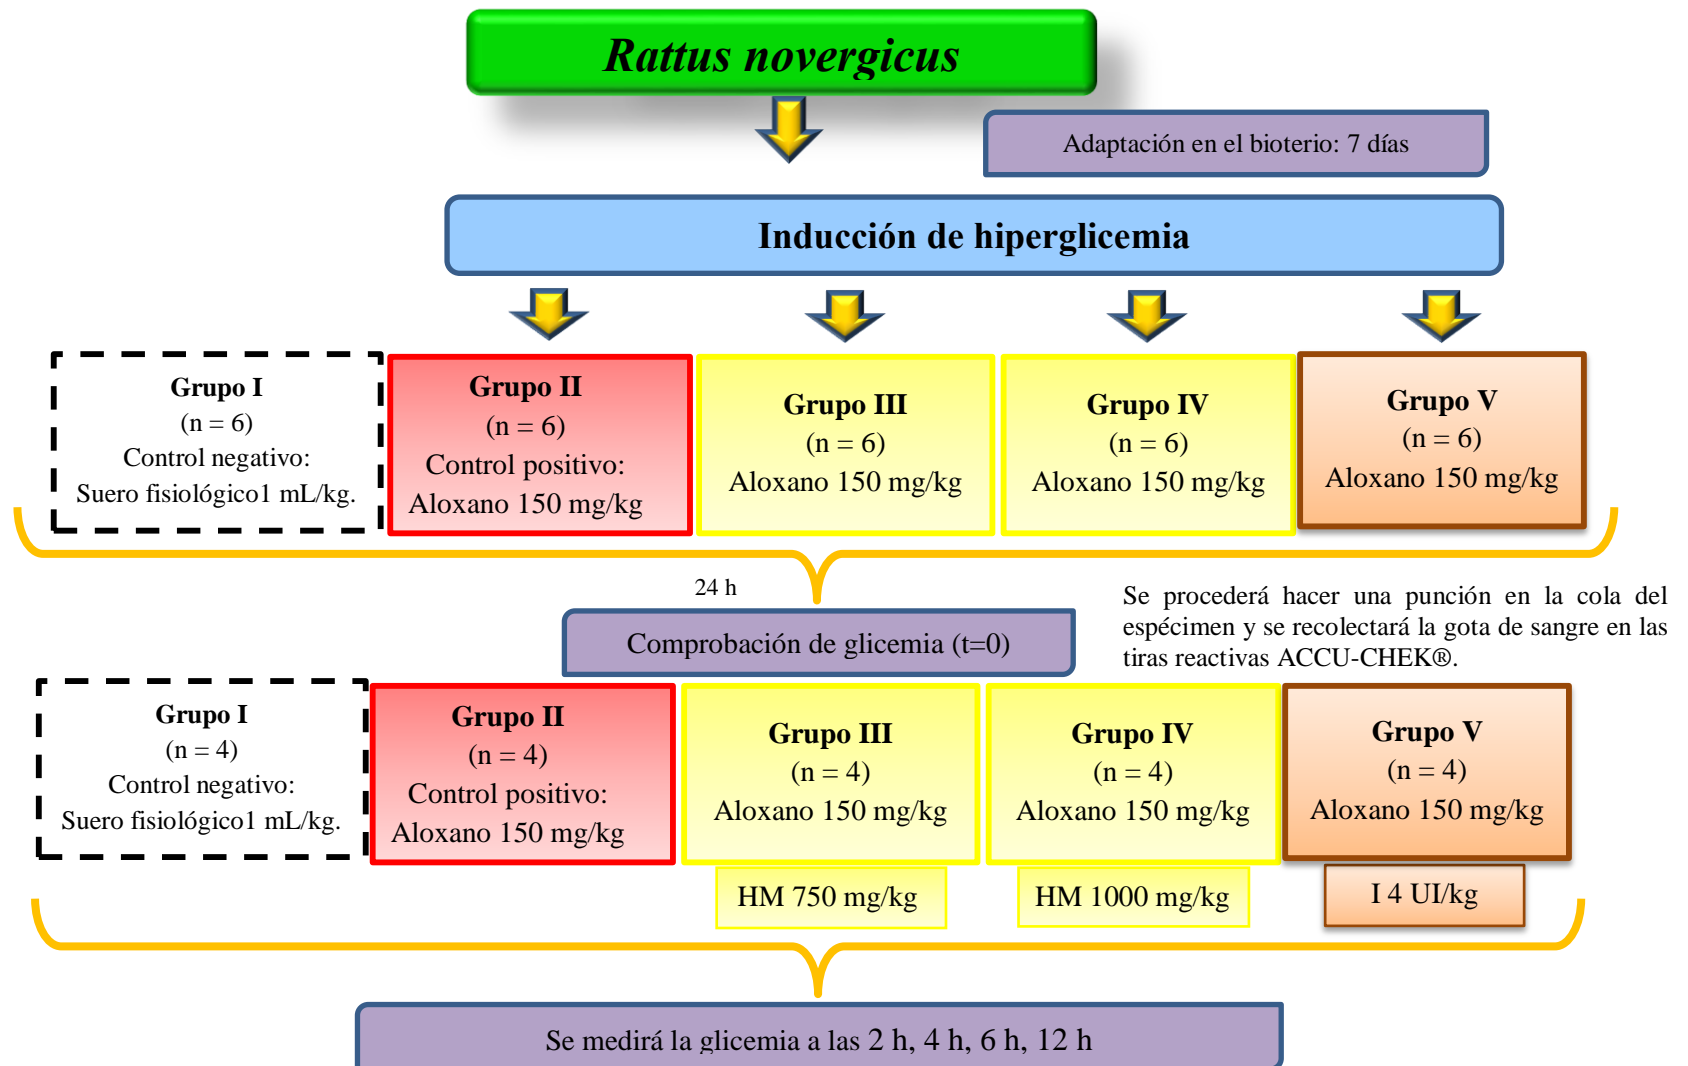 Rattus novergicus
Adaptación en el bioterio: 7 días
Inducción de hiperglicemia
Grupo I
(n = 6)
Control negativo:
Suero fisiológico1 mL/kg.
Grupo II
(n = 6)
Control positivo:
Aloxano 150 mg/kg
Grupo III
(n = 6)
Aloxano 150 mg/kg
Grupo IV
(n = 6)
Aloxano 150 mg/kg
Grupo V
(n = 6)
Aloxano 150 mg/kg
24 h
Comprobación de glicemia (t=0)
Se procederá hacer una punción en la cola del
espécimen y se recolectará la gota de sangre en las
tiras reactivas ACCU-CHEK®.
Grupo I
(n = 4)
Control negativo:
Suero fisiológico1 mL/kg.
Grupo II
(n = 4)
Control positivo:
Aloxano 150 mg/kg
Grupo III
(n = 4)
Aloxano 150 mg/kg
HM 750 mg/kg
Grupo IV
(n = 4)
Aloxano 150 mg/kg
HM 1000 mg/kg
Grupo V
(n = 4)
Aloxano 150 mg/kg
I 4 UI/kg
Se medirá la glicemia a las 2 h, 4 h, 6 h, 12 h